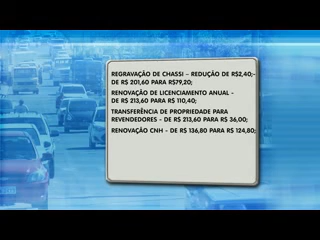 REGRAVAÇÃO DE CHASSI – REDUÇÃO DE R$2,40;-
DE R$ 201,60 PARA R$79,20;
RENOVAÇÃO DE LICENCIAMENTO ANUAL -
DE R$ 213,60 PARA R$ 110,40;
TRANSFERÊNCIA DE PROPRIEDADE PARA
REVENDEDORES - DE R$ 213,60 PARA R$ 36,00;
RENOVAÇÃO CNH - DE R$ 136,80 PARA R$ 124,80;